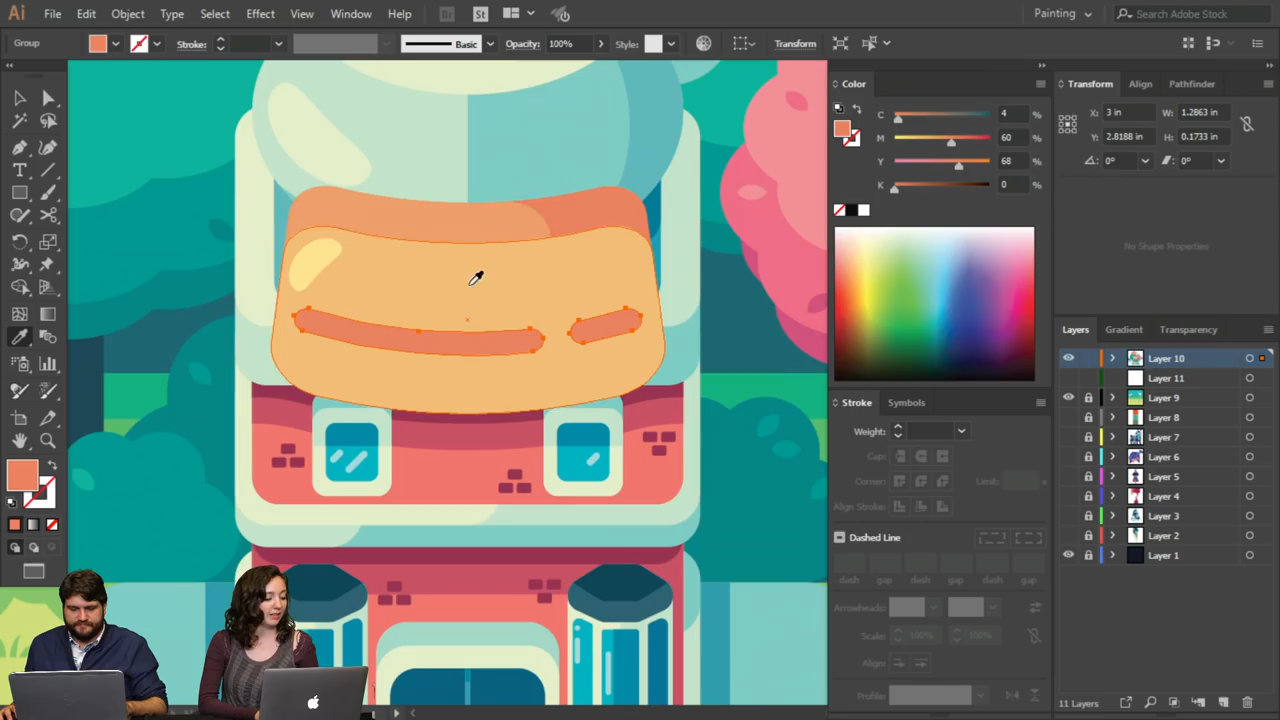 Ai File Edit Object Type Select Effect View Window Help Br St Painting Search Adobe Stock
Group Stroke: Basic Opacity: 100% Style: Transform
Color
C 4 %
M 60 %
Y 68 %
K 0 %
Transform Align Pathfinder
X: 3 in W: 1.2863 in
Y: 2.8188 in H: 0.1733 in
0° 0°
No Shape Properties
Layers Gradient Transparency
Layer 10
Layer 11
Layer 9
Layer 8
Layer 7
Layer 6
Layer 5
Layer 4
Layer 3
Layer 2
Layer 1
11 Layers
Stroke Symbols
Weight:
Cap:
Corner: Limit: x
Align Stroke:
Dashed Line
dash gap dash gap dash gap
Arrowheads:
Scale: 100% 100%
Align:
Profile: